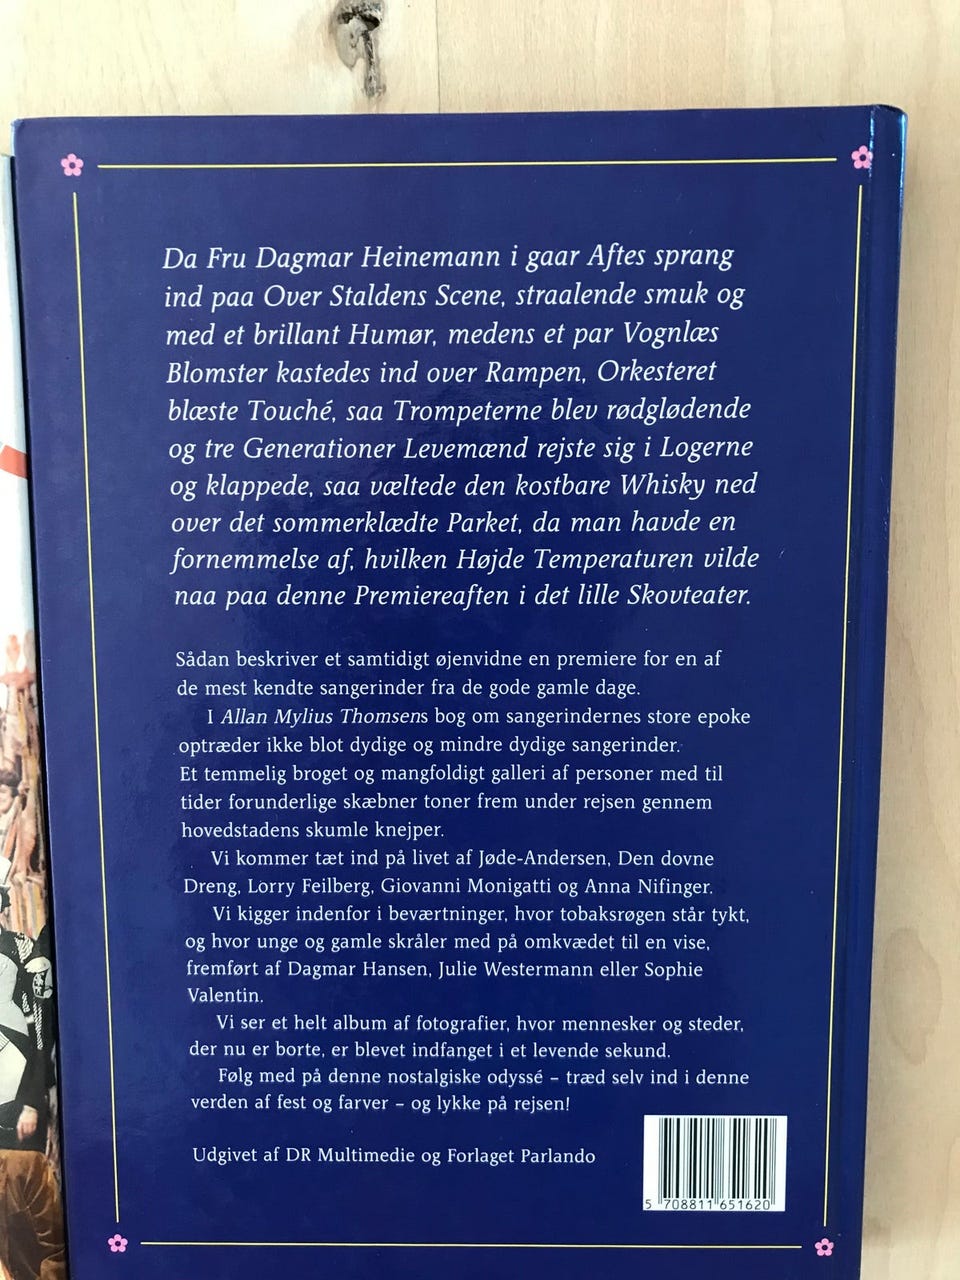 Da Fru Dagmar Heinemann i gaar Aftes sprang
ind paa Over Staldens Scene, straalende smuk og
med et brillant Humør, medens et par Vognlæs
Blomster kastedes ind over Rampen, Orkesteret
blæste Touché, saa Trompeterne blev rødglødende
og tre Generationer Levemænd rejste sig i Logerne
og klappede, saa væltede den kostbare Whisky ned
over det sommerklædte Parket, da man havde en
fornemmelse af, hvilken Højde Temperaturen vilde
naa paa denne Premiereaften i det lille Skovteater.
Sådan beskriver et samtidigt øjenvidne en premiere for en af
de mest kendte sangerinder fra de gode gamle dage.
I Allan Mylius Thomsens bog om sangerindernes store epoke
optræder ikke blot dydige og mindre dydige sangerinder.
Et temmelig broget og mangfoldigt galleri af personer med til
tider forunderlige skæbner toner frem under rejsen gennem
hovedstadens skumle knejper.
Vi kommer tæt ind på livet af Jøde-Andersen, Den dovne
Dreng, Lorry Feilberg, Giovanni Monigatti og Anna Nifinger.
Vi kigger indenfor i beværtninger, hvor tobaksrøgen står tykt,
og hvor unge og gamle skråler med på omkvædet til en vise,
fremført af Dagmar Hansen, Julie Westermann eller Sophie
Valentin.
Vi ser et helt album af fotografier, hvor mennesker og steder,
der nu er borte, er blevet indfanget i et levende sekund.
Følg med på denne nostalgiske odyssé – træd selv ind i denne
verden af fest og farver – og lykke på rejsen!
Udgivet af DR Multimedie og Forlaget Parlando
5 708811 651620